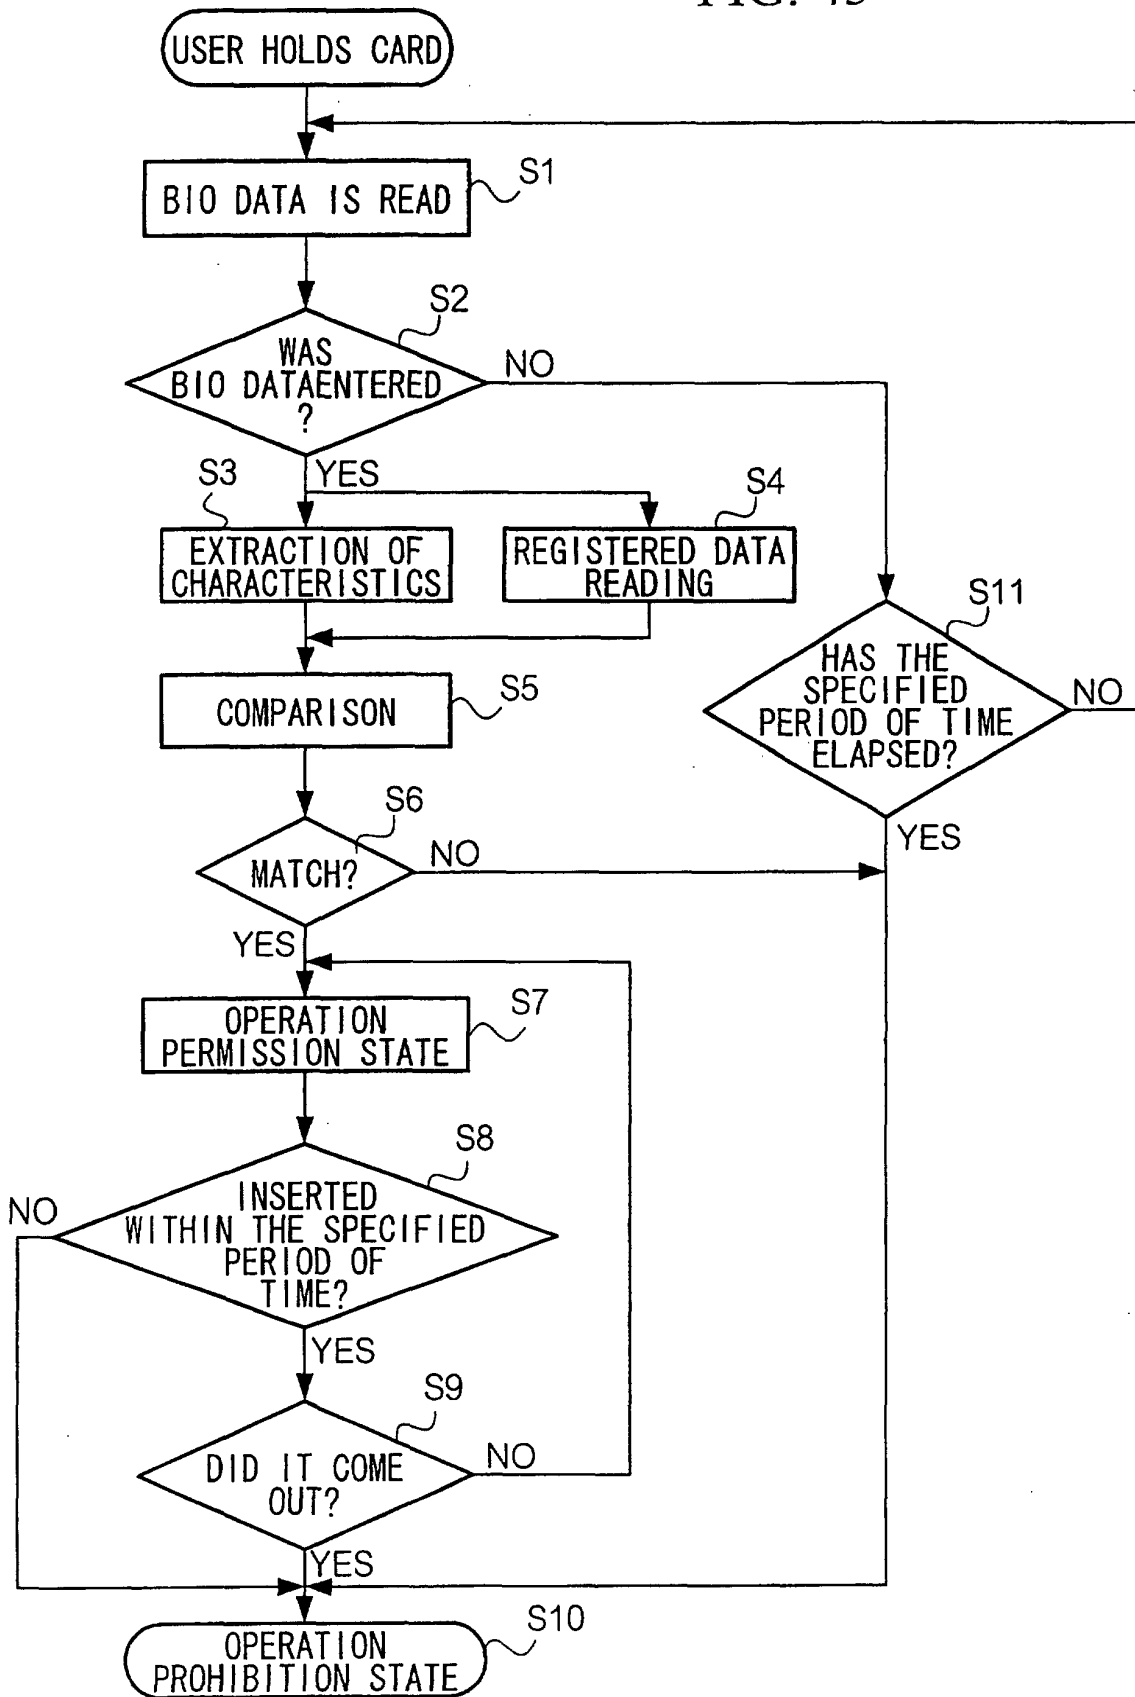 FIG. 43
USER HOLDS CARD
S1
BIO DATA IS READ
S2
WAS
BIO DATAENTERED
?
NO
YES
S3
EXTRACTION OF
CHARACTERISTICS
S4
REGISTERED DATA
READING
S11
HAS THE
SPECIFIED
PERIOD OF TIME
ELAPSED?
NO
YES
S5
COMPARISON
S6
MATCH?
NO
YES
S7
OPERATION
PERMISSION STATE
S8
INSERTED
WITHIN THE SPECIFIED
PERIOD OF
TIME?
NO
YES
S9
DID IT COME
OUT?
NO
YES
S10
OPERATION
PROHIBITION STATE